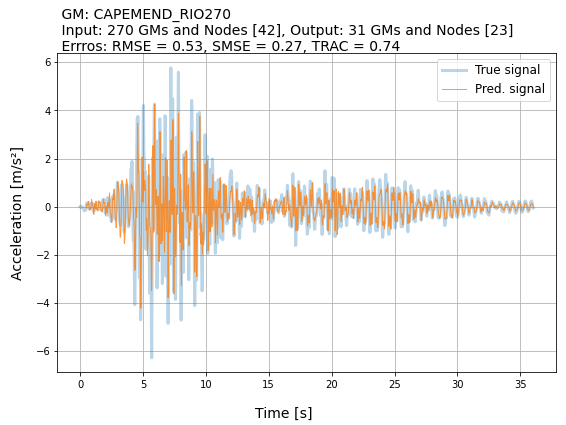 GM: CAPEMEND_RIO270
Input: 270 GMs and Nodes [42], Output: 31 GMs and Nodes [23]
Errros: RMSE = 0.53, SMSE = 0.27, TRAC = 0.74
True signal
Pred. signal
Acceleration [m/s²]
6
4
2
0
−2
−4
−6
0 5 10 15 20 25 30 35
Time [s]